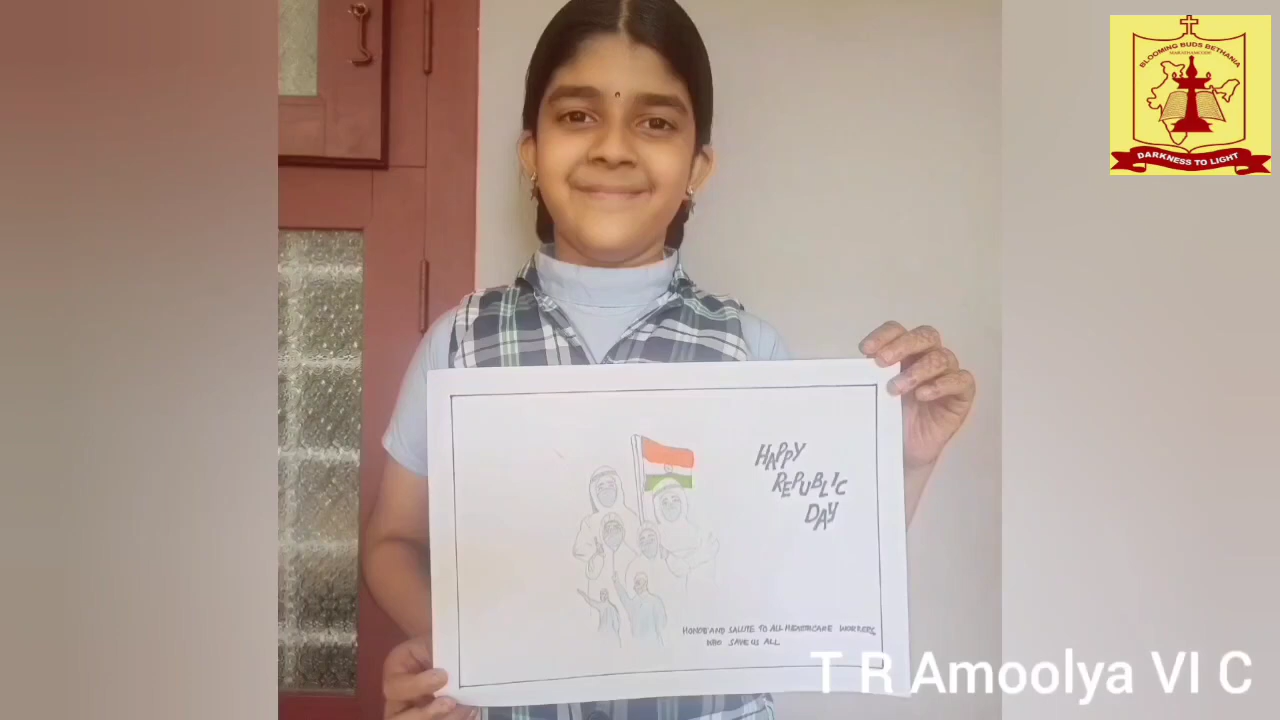 BLOOMING BUDS BETHANIA
DARKNESS TO LIGHT
HAPPY
REPUBLIC
DAY
HONOR AND SALUTE TO ALL HEALTHCARE WORKERS
WHO SAVE US ALL
T R Amoolya VI C